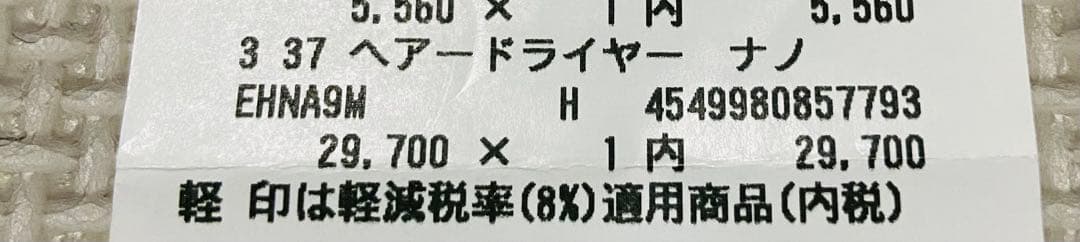 5,560 × 1 内 5,560
3 37 ヘアードライヤー ナノ
EHNA9M H 4549980857793
29,700 × 1 内 29,700
軽 印は軽減税率(8%)適用商品(内税)